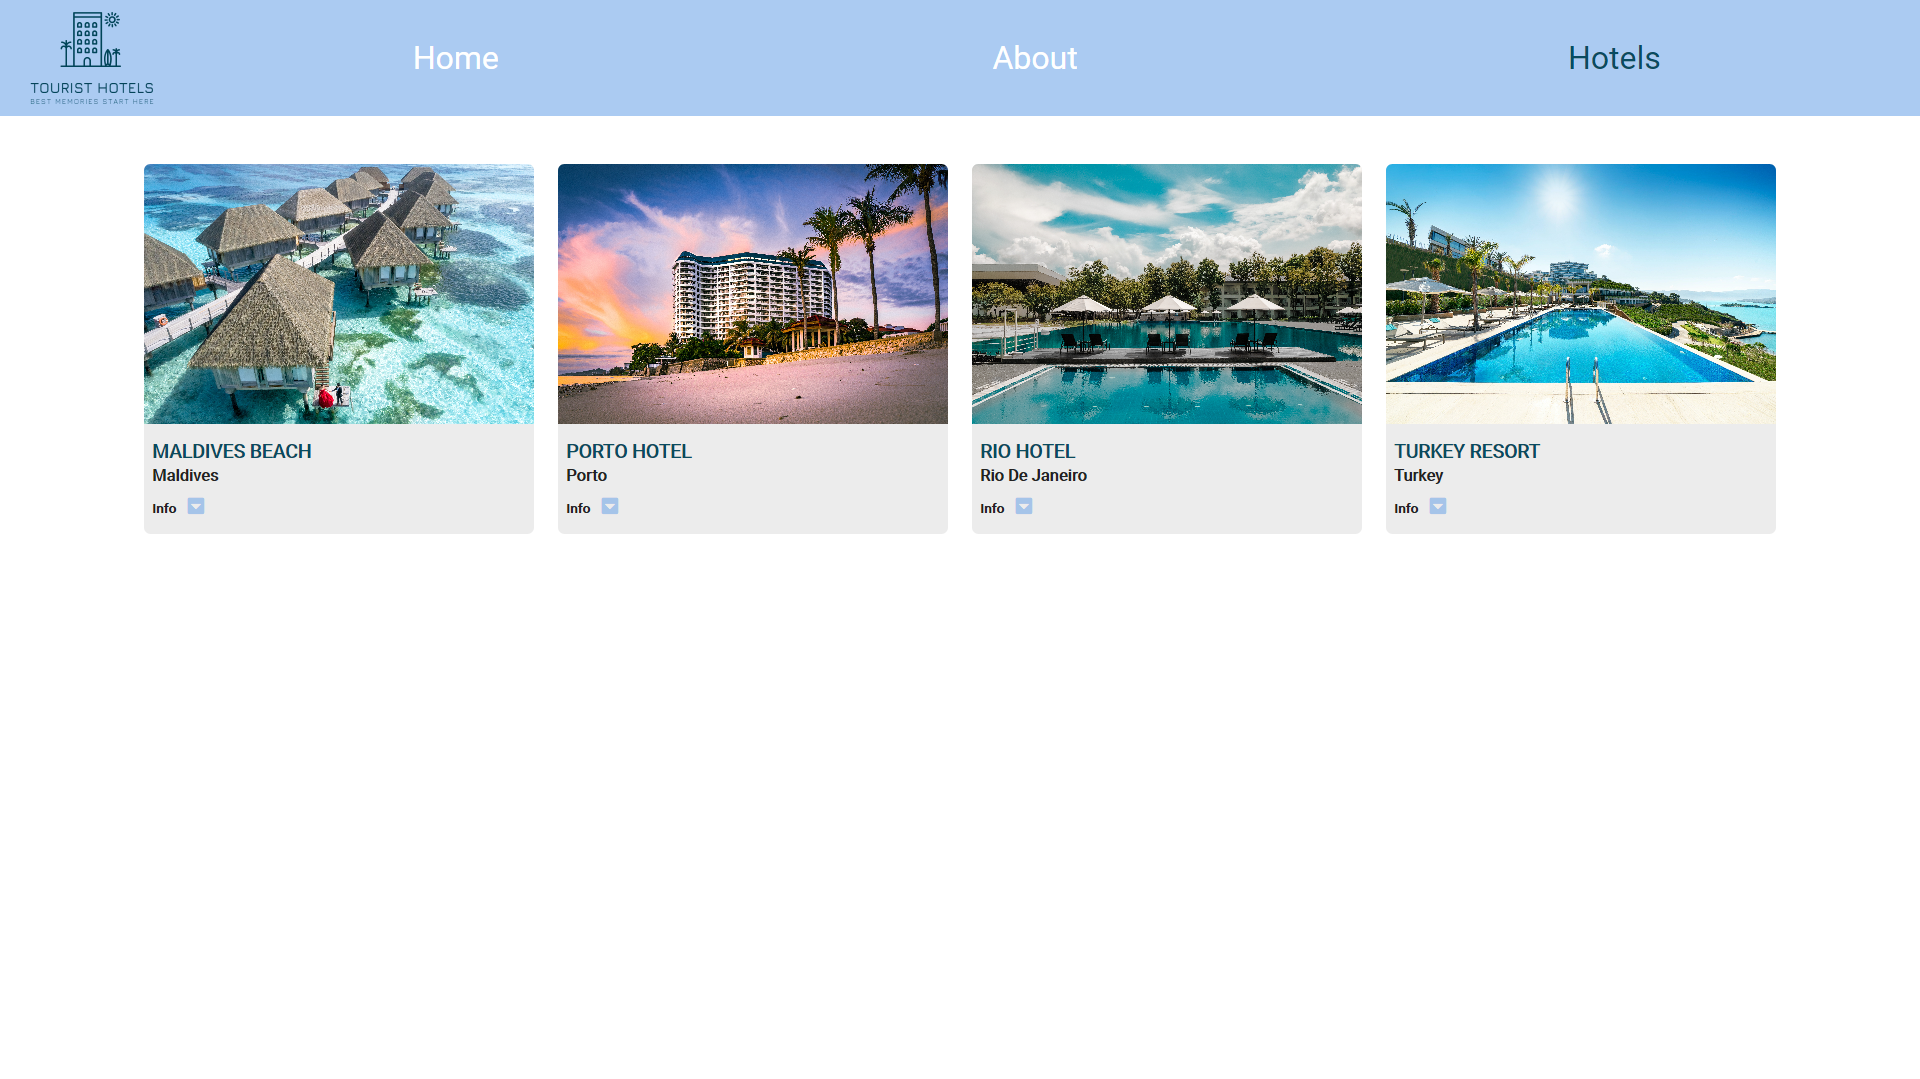 TOURIST HOTELS
BEST MEMORIES START HERE
Home
About
Hotels
MALDIVES BEACH
Maldives
Info
PORTO HOTEL
Porto
Info
RIO HOTEL
Rio De Janeiro
Info
TURKEY RESORT
Turkey
Info